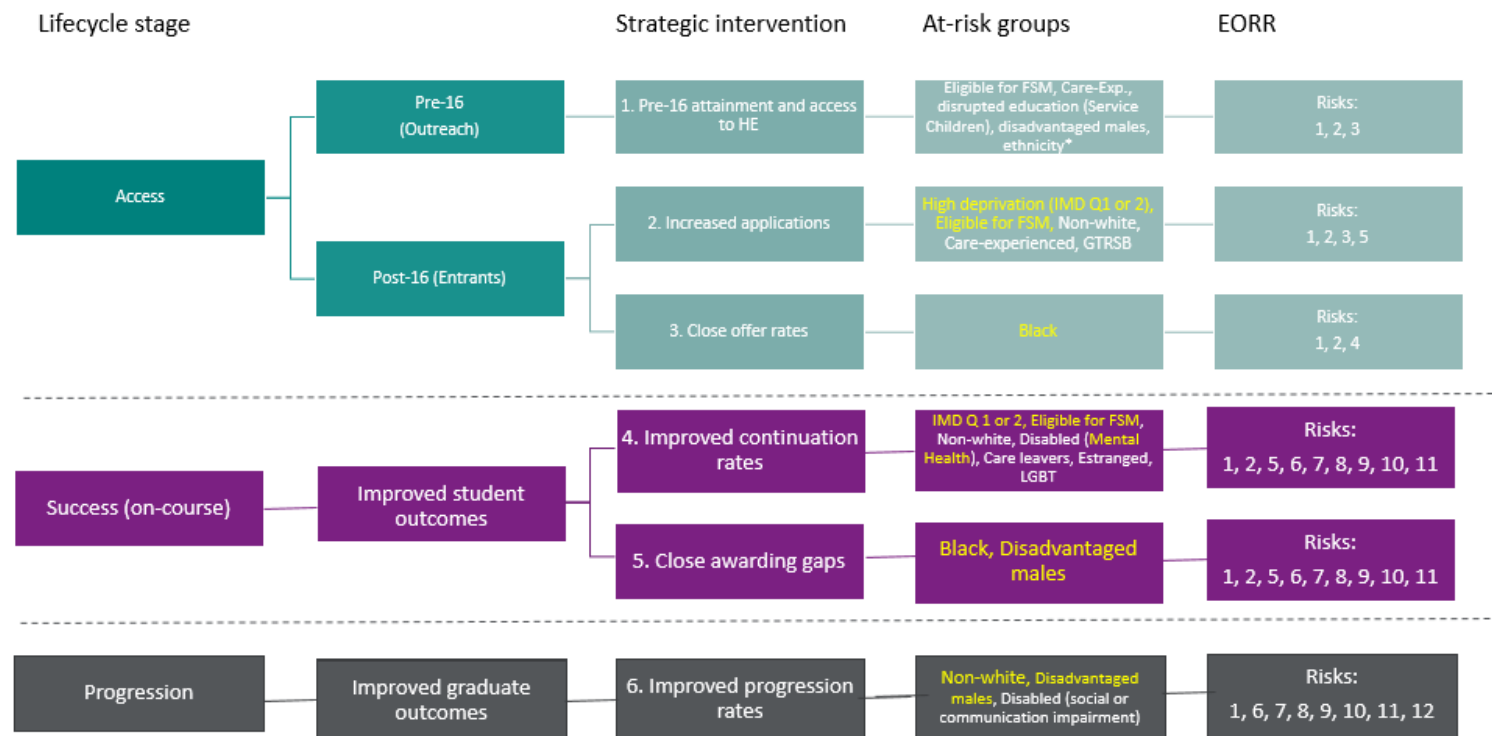 Lifecycle stage
Strategic intervention
At-risk groups
EORR
Access
Pre-16
(Outreach)
1. Pre-16 attainment and access
to HE
Eligible for FSM, Care-Exp.,
disrupted education (Service
Children), disadvantaged males,
ethnicity*
Risks:
1, 2, 3
Post-16 (Entrants)
2. Increased applications
High deprivation (IMD Q1 or 2),
Eligible for FSM, Non-white,
Care-experienced, GTRSB
Risks:
1, 2, 3, 5
3. Close offer rates
Black
Risks:
1, 2, 4
Success (on-course)
Improved student
outcomes
4. Improved continuation
rates
IMD Q 1 or 2, Eligible for FSM,
Non-white, Disabled (Mental
Health), Care leavers, Estranged,
LGBT
Risks:
1, 2, 5, 6, 7, 8, 9, 10, 11
5. Close awarding gaps
Black, Disadvantaged
males
Risks:
1, 2, 5, 6, 7, 8, 9, 10, 11
Progression
Improved graduate
outcomes
6. Improved progression
rates
Non-white, Disadvantaged
males, Disabled (social or
communication impairment)
Risks:
1, 6, 7, 8, 9, 10, 11, 12